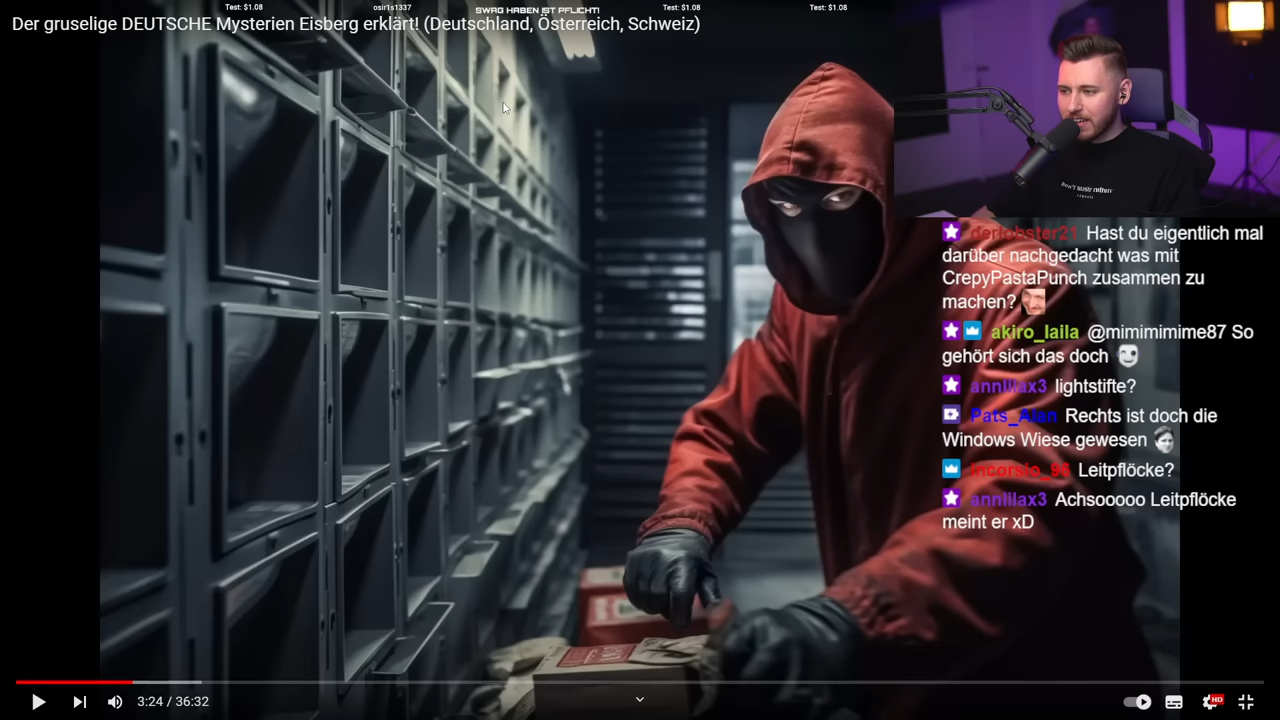 Test: $1.08
osir1s1337
SWAG HABEN IST PFLICHT!
Test: $1.08
Test: $1.08
Der gruselige DEUTSCHE Mysterien Eisberg erklärt! (Deutschland, Österreich, Schweiz)
derlobster21 Hast du eigentlich mal
darüber nachgedacht was mit
CrepyPastaPunch zusammen zu
machen?
akiro_laila @mimimimime87 So
gehört sich das doch
annlilax3 lightstifte?
Pats_Alan Rechts ist doch die
Windows Wiese gewesen
incorsio_96 Leitpflöcke?
annlilax3 Achsooooo Leitpflöcke
meint er xD
3:24 / 36:32
HD